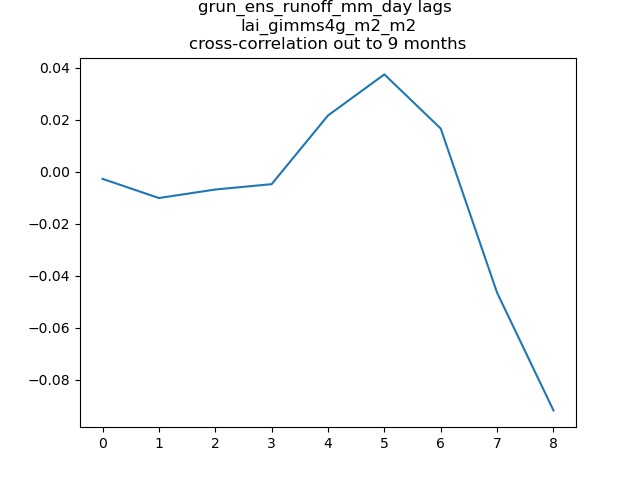 grun_ens_runoff_mm_day lags
lai_gimms4g_m2_m2
cross-correlation out to 9 months
0.04
0.02
0.00
−0.02
−0.04
−0.06
−0.08
0 1 2 3 4 5 6 7 8